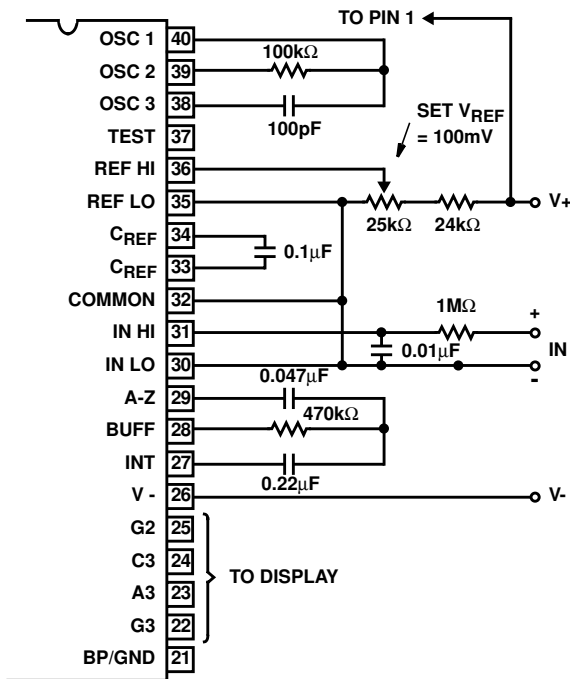 TO PIN 1
OSC 1 40
100kΩ
OSC 2 39
OSC 3 38
100pF
TEST 37
SET VREF
= 100mV
REF HI 36
REF LO 35
25kΩ 24kΩ V+
CREF 34
0.1µF
CREF 33
COMMON 32
1MΩ
IN HI 31 +
0.01µF IN
IN LO 30 -
0.047µF
A-Z 29
470kΩ
BUFF 28
INT 27
0.22µF
V - 26 V-
G2 25
C3 24
TO DISPLAY
A3 23
G3 22
BP/GND 21